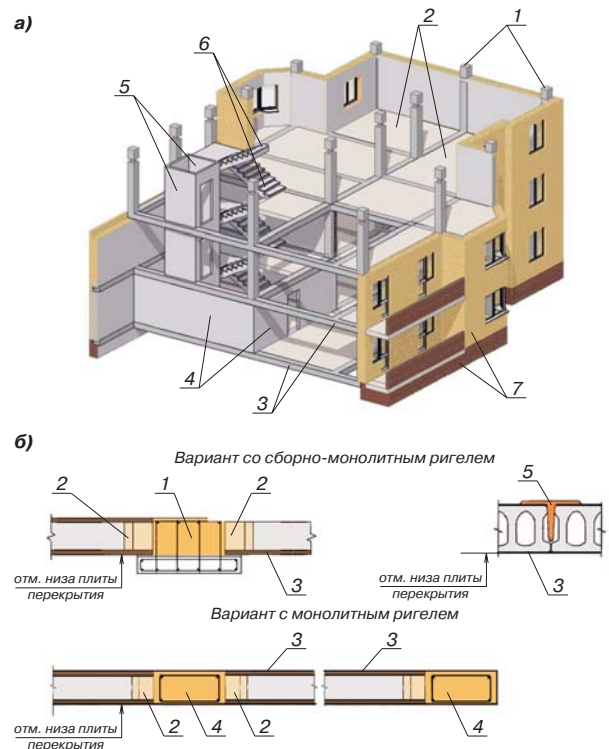 а)
2
1
6
5
4
3
7
б)
Вариант со сборно-монолитным ригелем
2
1
2
5
отм. низа плиты
перекрытия
3
отм. низа плиты
перекрытия
3
Вариант с монолитным ригелем
3
3
отм. низа плиты
перекрытия
2
4
2
4